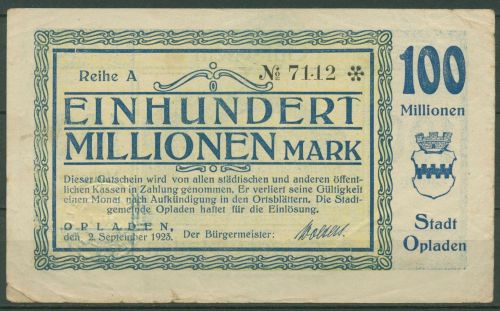 Reihe A
№ 7112 ✻
EINHUNDERT
MILLIONEN MARK
Dieser Gutschein wird von allen städtischen und anderen öffent-
lichen Kassen in Zahlung genommen. Er verliert seine Gültigkeit
einen Monat nach Aufkündigung in den Ortsblättern. Die Stadt-
gemeinde Opladen haftet für die Einlösung.
OPLADEN,
den 2. September 1923.
Der Bürgermeister:
100
Millionen
Stadt
Opladen